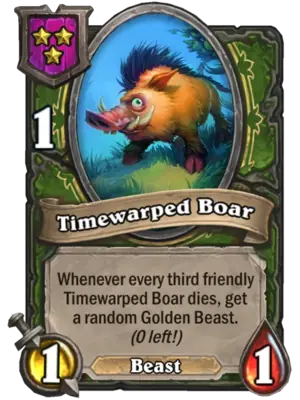 1
Timewarped Boar
Whenever every third friendly
Timewarped Boar dies, get
a random Golden Beast.
(0 left!)
Beast
1
1